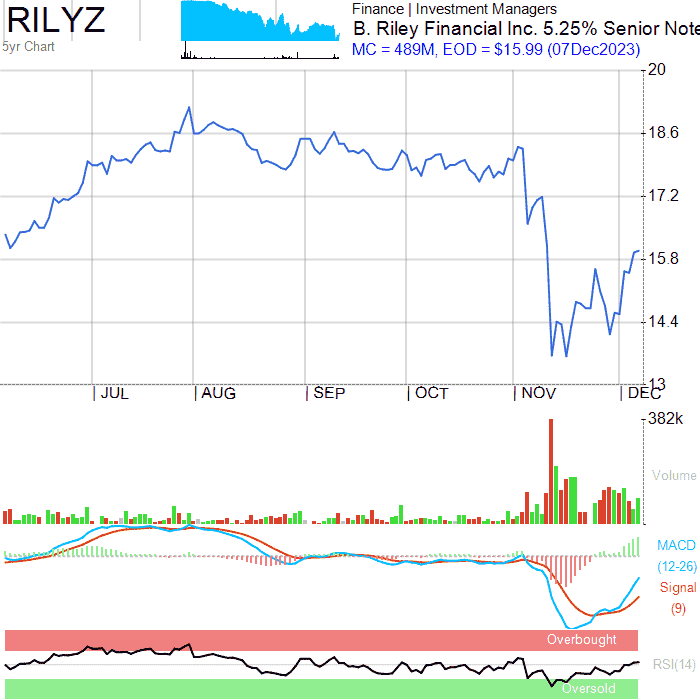 RILYZ
5yr Chart
Finance | Investment Managers
B. Riley Financial Inc. 5.25% Senior Note
MC = 489M, EOD = $15.99 (07Dec2023)
20
18.6
17.2
15.8
14.4
13
JUL AUG SEP OCT NOV DEC
382k
Volume
MACD
(12-26)
Signal
(9)
Overbought
RSI(14)
Oversold